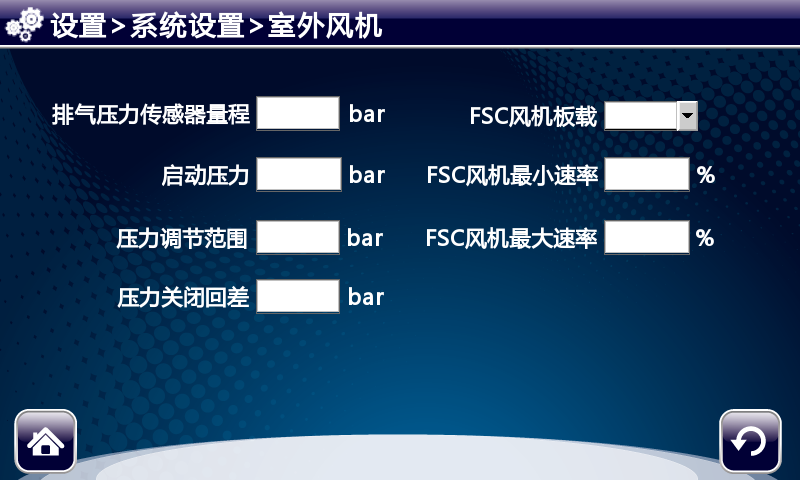 设置>系统设置>室外风机
排气压力传感器量程 bar FSC风机板载
启动压力 bar FSC风机最小速率 %
压力调节范围 bar FSC风机最大速率 %
压力关闭回差 bar